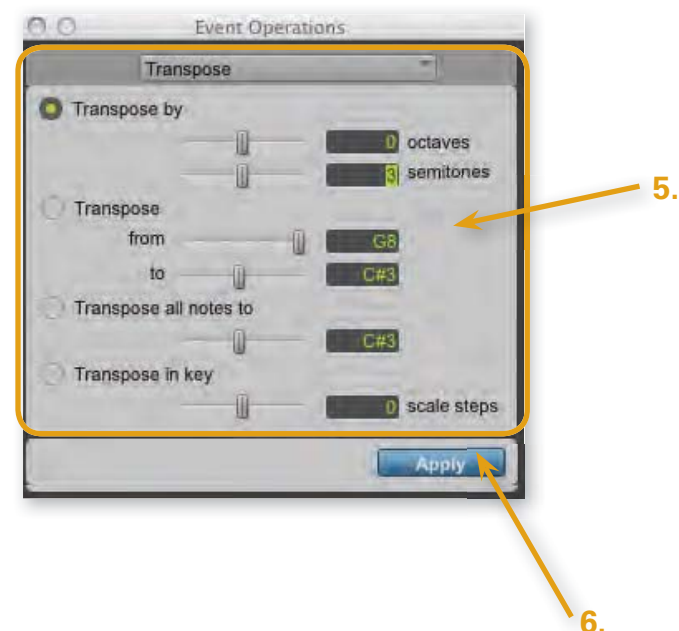 Event Operations
Transpose
Transpose by
0 octaves
3 semitones
5.
Transpose
from G8
to C#3
Transpose all notes to
C#3
Transpose in key
0 scale steps
Apply
6.